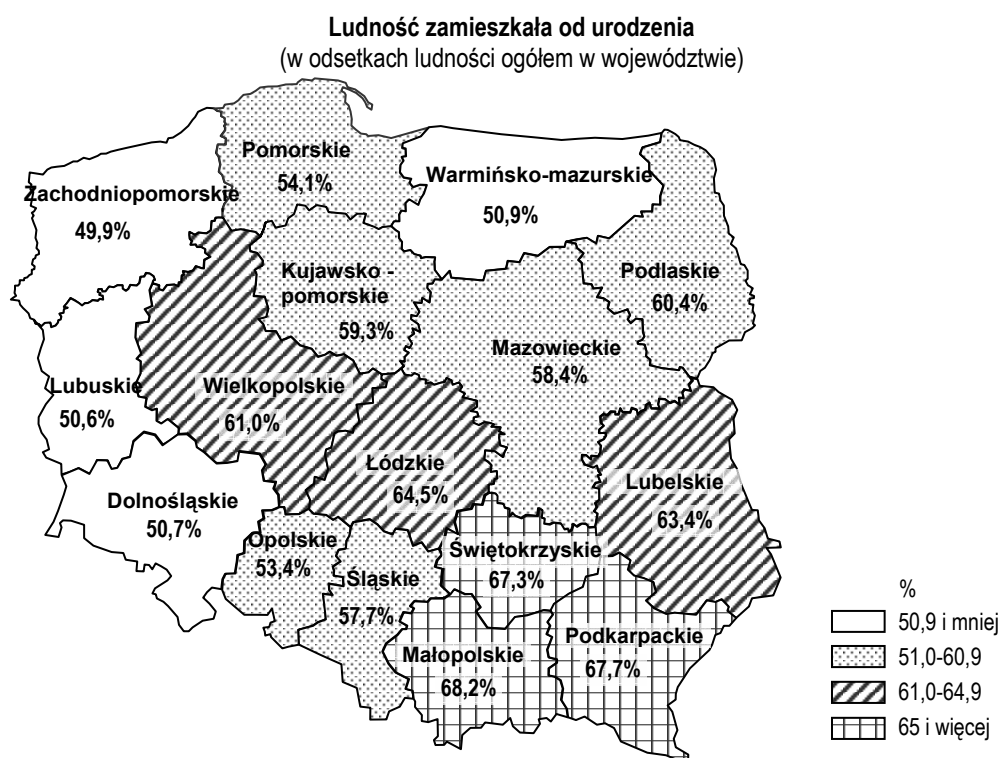 Ludność zamieszkała od urodzenia
(w odsetkach ludności ogółem w województwie)
Pomorskie
54,1%
Warmińsko-mazurskie
50,9%
Zachodniopomorskie
49,9%
Kujawsko -
pomorskie
59,3%
Podlaskie
60,4%
Mazowieckie
58,4%
Lubuskie
50,6%
Wielkopolskie
61,0%
Łódzkie
64,5%
Lubelskie
63,4%
Dolnośląskie
50,7%
Opolskie
53,4%
Śląskie
57,7%
Świętokrzyskie
67,3%
Małopolskie
68,2%
Podkarpackie
67,7%
%
50,9 i mniej
51,0-60,9
61,0-64,9
65 i więcej